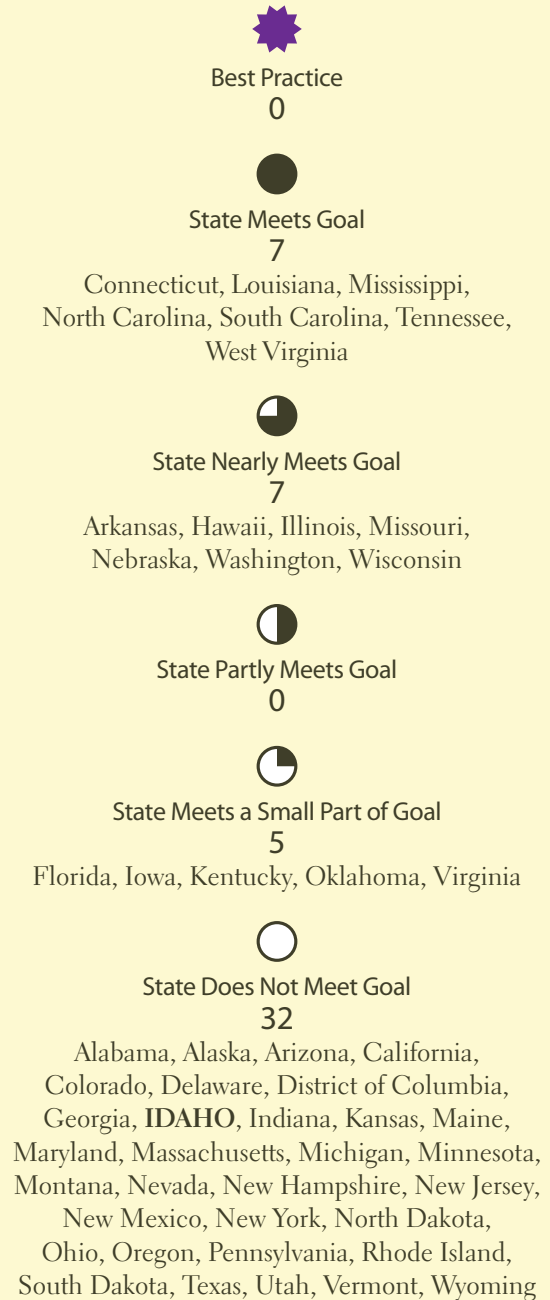 Best Practice
0
State Meets Goal
7
Connecticut, Louisiana, Mississippi,
North Carolina, South Carolina, Tennessee,
West Virginia
State Nearly Meets Goal
7
Arkansas, Hawaii, Illinois, Missouri,
Nebraska, Washington, Wisconsin
State Partly Meets Goal
0
State Meets a Small Part of Goal
5
Florida, Iowa, Kentucky, Oklahoma, Virginia
State Does Not Meet Goal
32
Alabama, Alaska, Arizona, California,
Colorado, Delaware, District of Columbia,
Georgia, IDAHO, Indiana, Kansas, Maine,
Maryland, Massachusetts, Michigan, Minnesota,
Montana, Nevada, New Hampshire, New Jersey,
New Mexico, New York, North Dakota,
Ohio, Oregon, Pennsylvania, Rhode Island,
South Dakota, Texas, Utah, Vermont, Wyoming